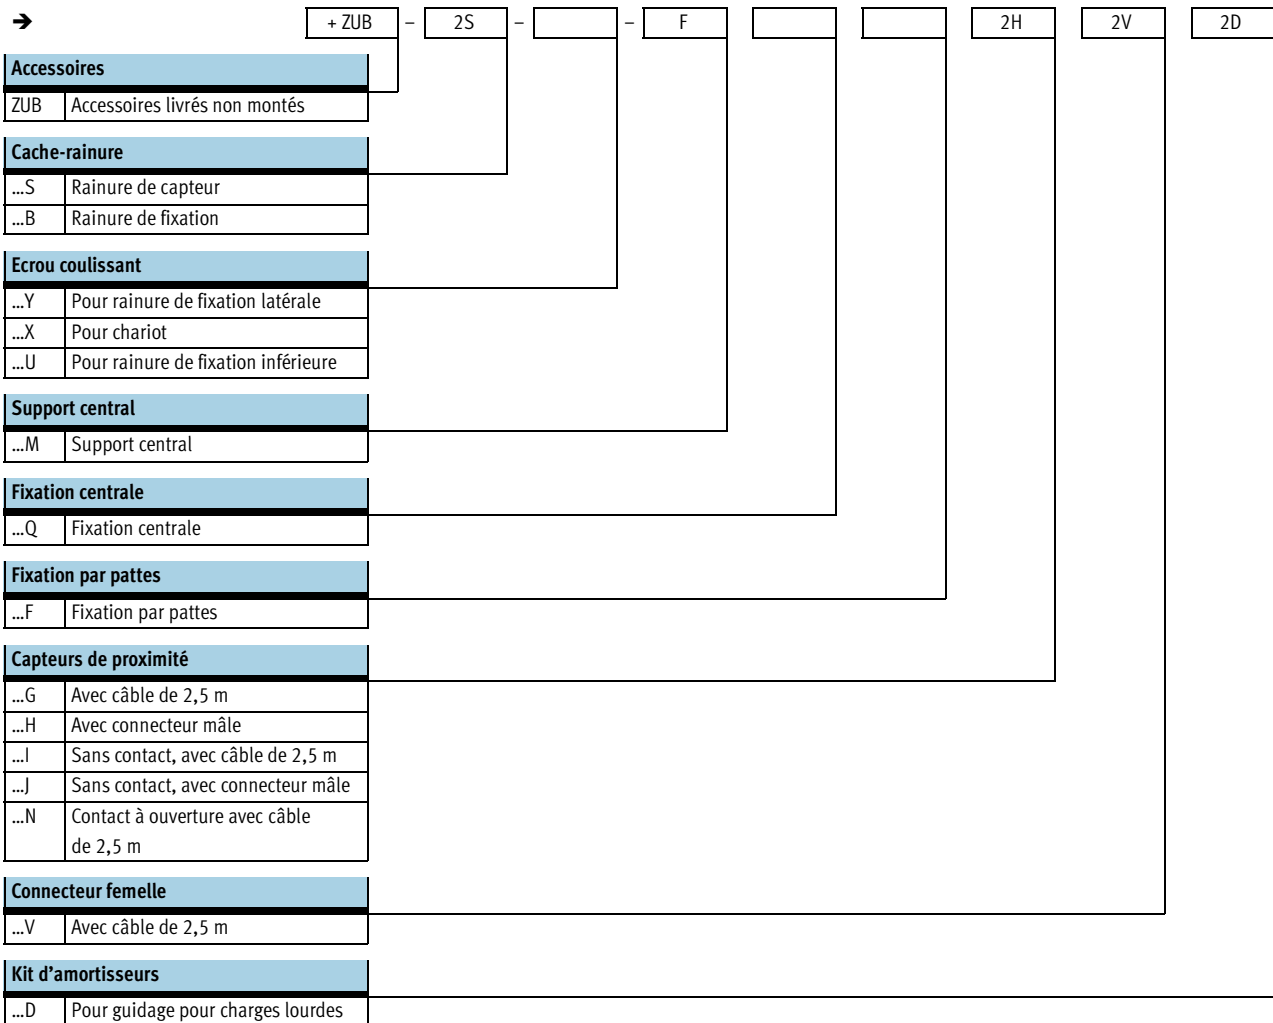 ➔ + ZUB – 2S – – F 2H 2V 2D
Accessoires
ZUB Accessoires livrés non montés
Cache-rainure
...S Rainure de capteur
...B Rainure de fixation
Ecrou coulissant
...Y Pour rainure de fixation latérale
...X Pour chariot
...U Pour rainure de fixation inférieure
Support central
...M Support central
Fixation centrale
...Q Fixation centrale
Fixation par pattes
...F Fixation par pattes
Capteurs de proximité
...G Avec câble de 2,5 m
...H Avec connecteur mâle
...I Sans contact, avec câble de 2,5 m
...J Sans contact, avec connecteur mâle
...N Contact à ouverture avec câble
de 2,5 m
Connecteur femelle
...V Avec câble de 2,5 m
Kit d’amortisseurs
...D Pour guidage pour charges lourdes